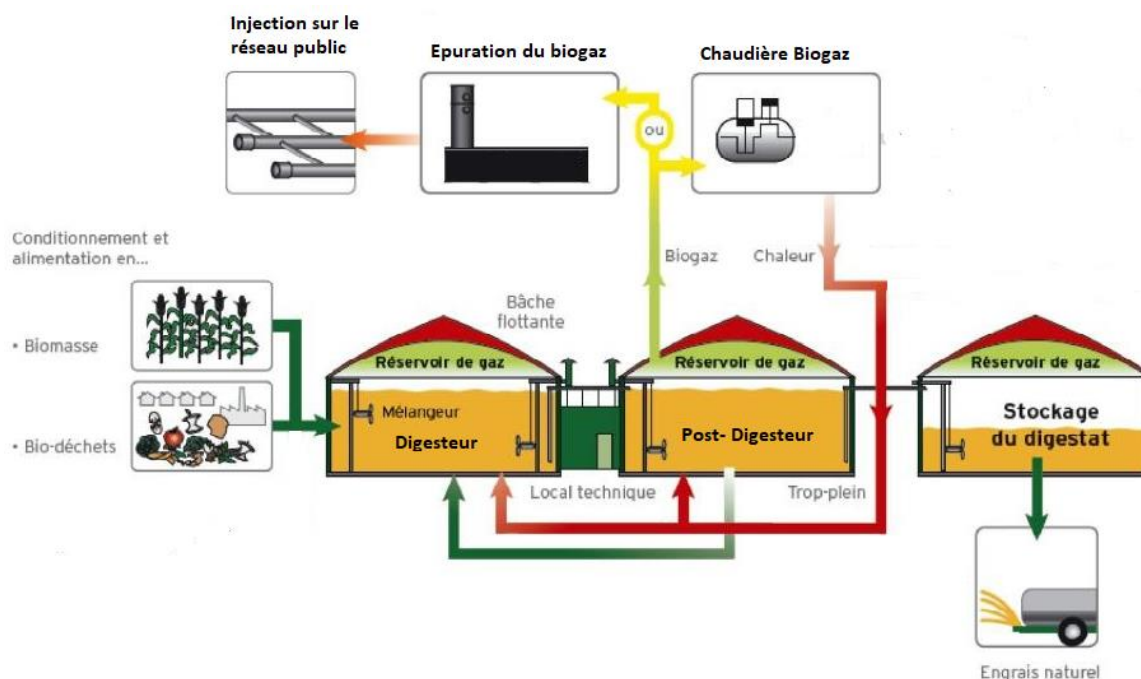 Injection sur le
réseau public
Epuration du biogaz
Chaudière Biogaz
ou
Conditionnement et
alimentation en...
Biogaz
Chaleur
Bâche
flottante
• Biomasse
Réservoir de gaz
Réservoir de gaz
Réservoir de gaz
Mélangeur
Digesteur
Post- Digesteur
Stockage
du digestat
• Bio-déchets
Local technique
Trop-plein
Engrais naturel